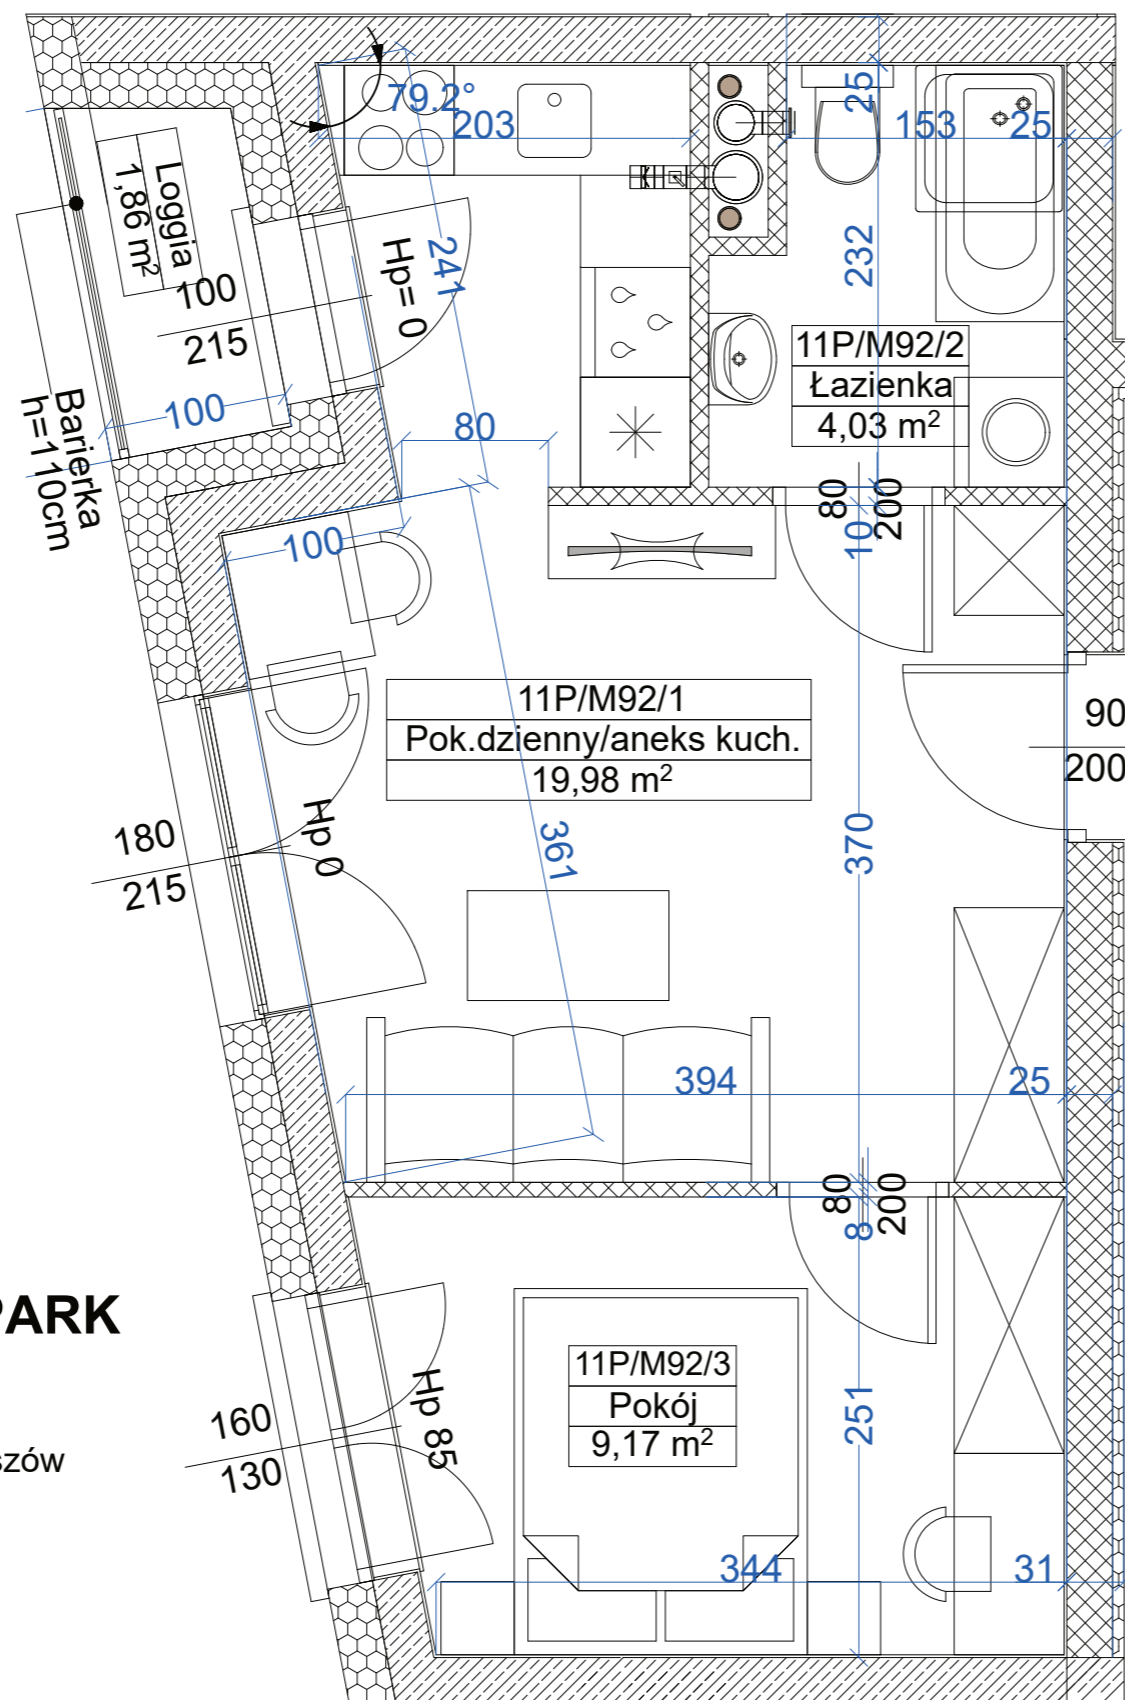 25
79.2°
203
153
25
Loggia
1,86 m²
100
215
Hp= 0
241
232
11P/M92/2
Łazienka
4,03 m²
100
80
Barierka
h=110cm
80
200
10
100
11P/M92/1
Pok.dzienny/aneks kuch.
19,98 m²
90
200
180
215
Hp 0
361
370
394
25
80
200
8
PARK
11P/M92/3
Pokój
9,17 m²
160
130
Hp 85
251
szów
344
31